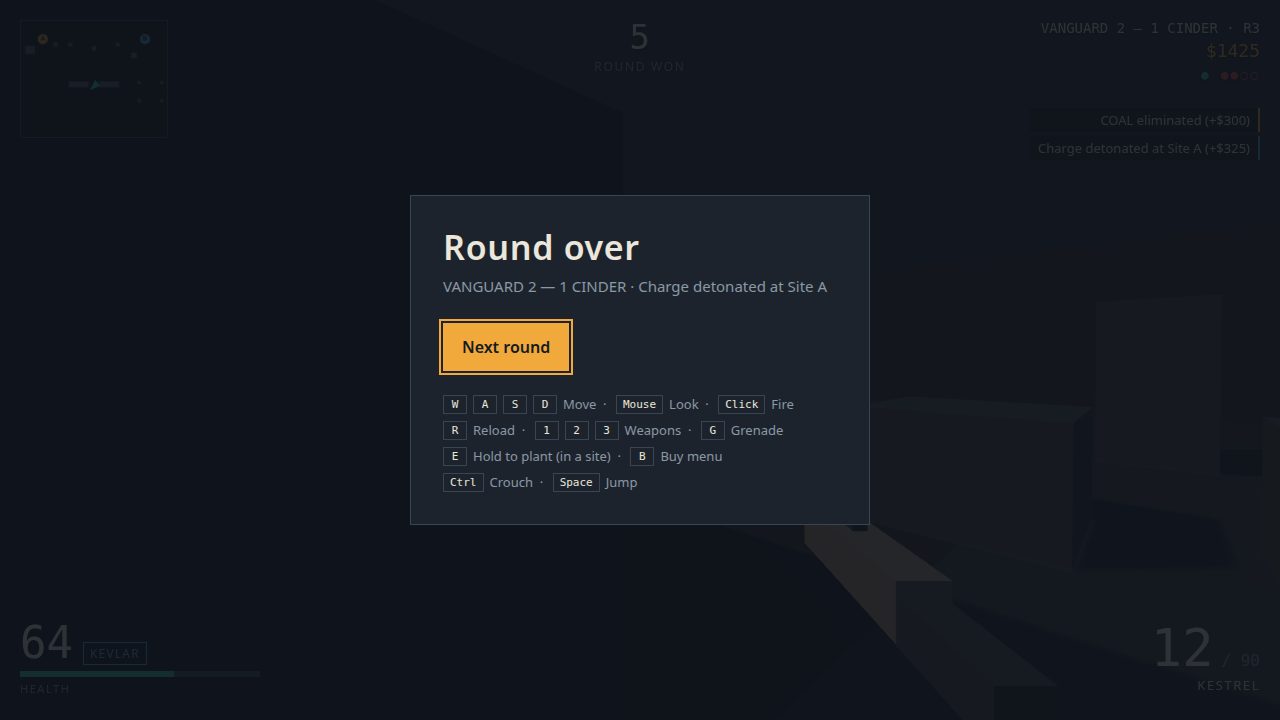 A
B
5
ROUND WON
VANGUARD 2 — 1 CINDER · R3
$1425
COAL eliminated (+$300)
Charge detonated at Site A (+$325)
Round over
VANGUARD 2 — 1 CINDER · Charge detonated at Site A
Next round
W A S D Move · Mouse Look · Click Fire
R Reload · 1 2 3 Weapons · G Grenade
E Hold to plant (in a site) · B Buy menu
Ctrl Crouch · Space Jump
64 KEVLAR
HEALTH
12 / 90
KESTREL